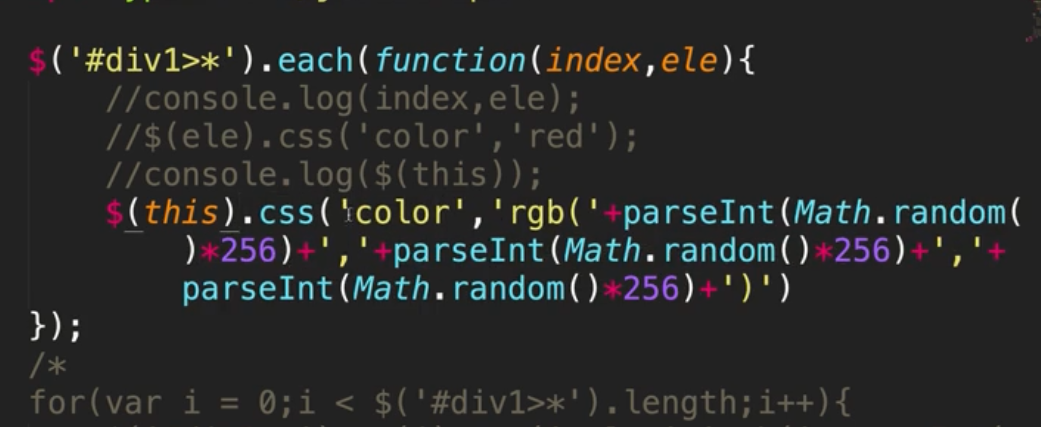 $('#div1>*').each(function(index,ele){
//console.log(index,ele);
//$(ele).css('color','red');
//console.log($(this));
$(this).css('color','rgb('+parseInt(Math.random(
)*256)+','+parseInt(Math.random()*256)+','+
parseInt(Math.random()*256)+')')
});
/*
for(var i = 0;i < $('#div1>*').length;i++){